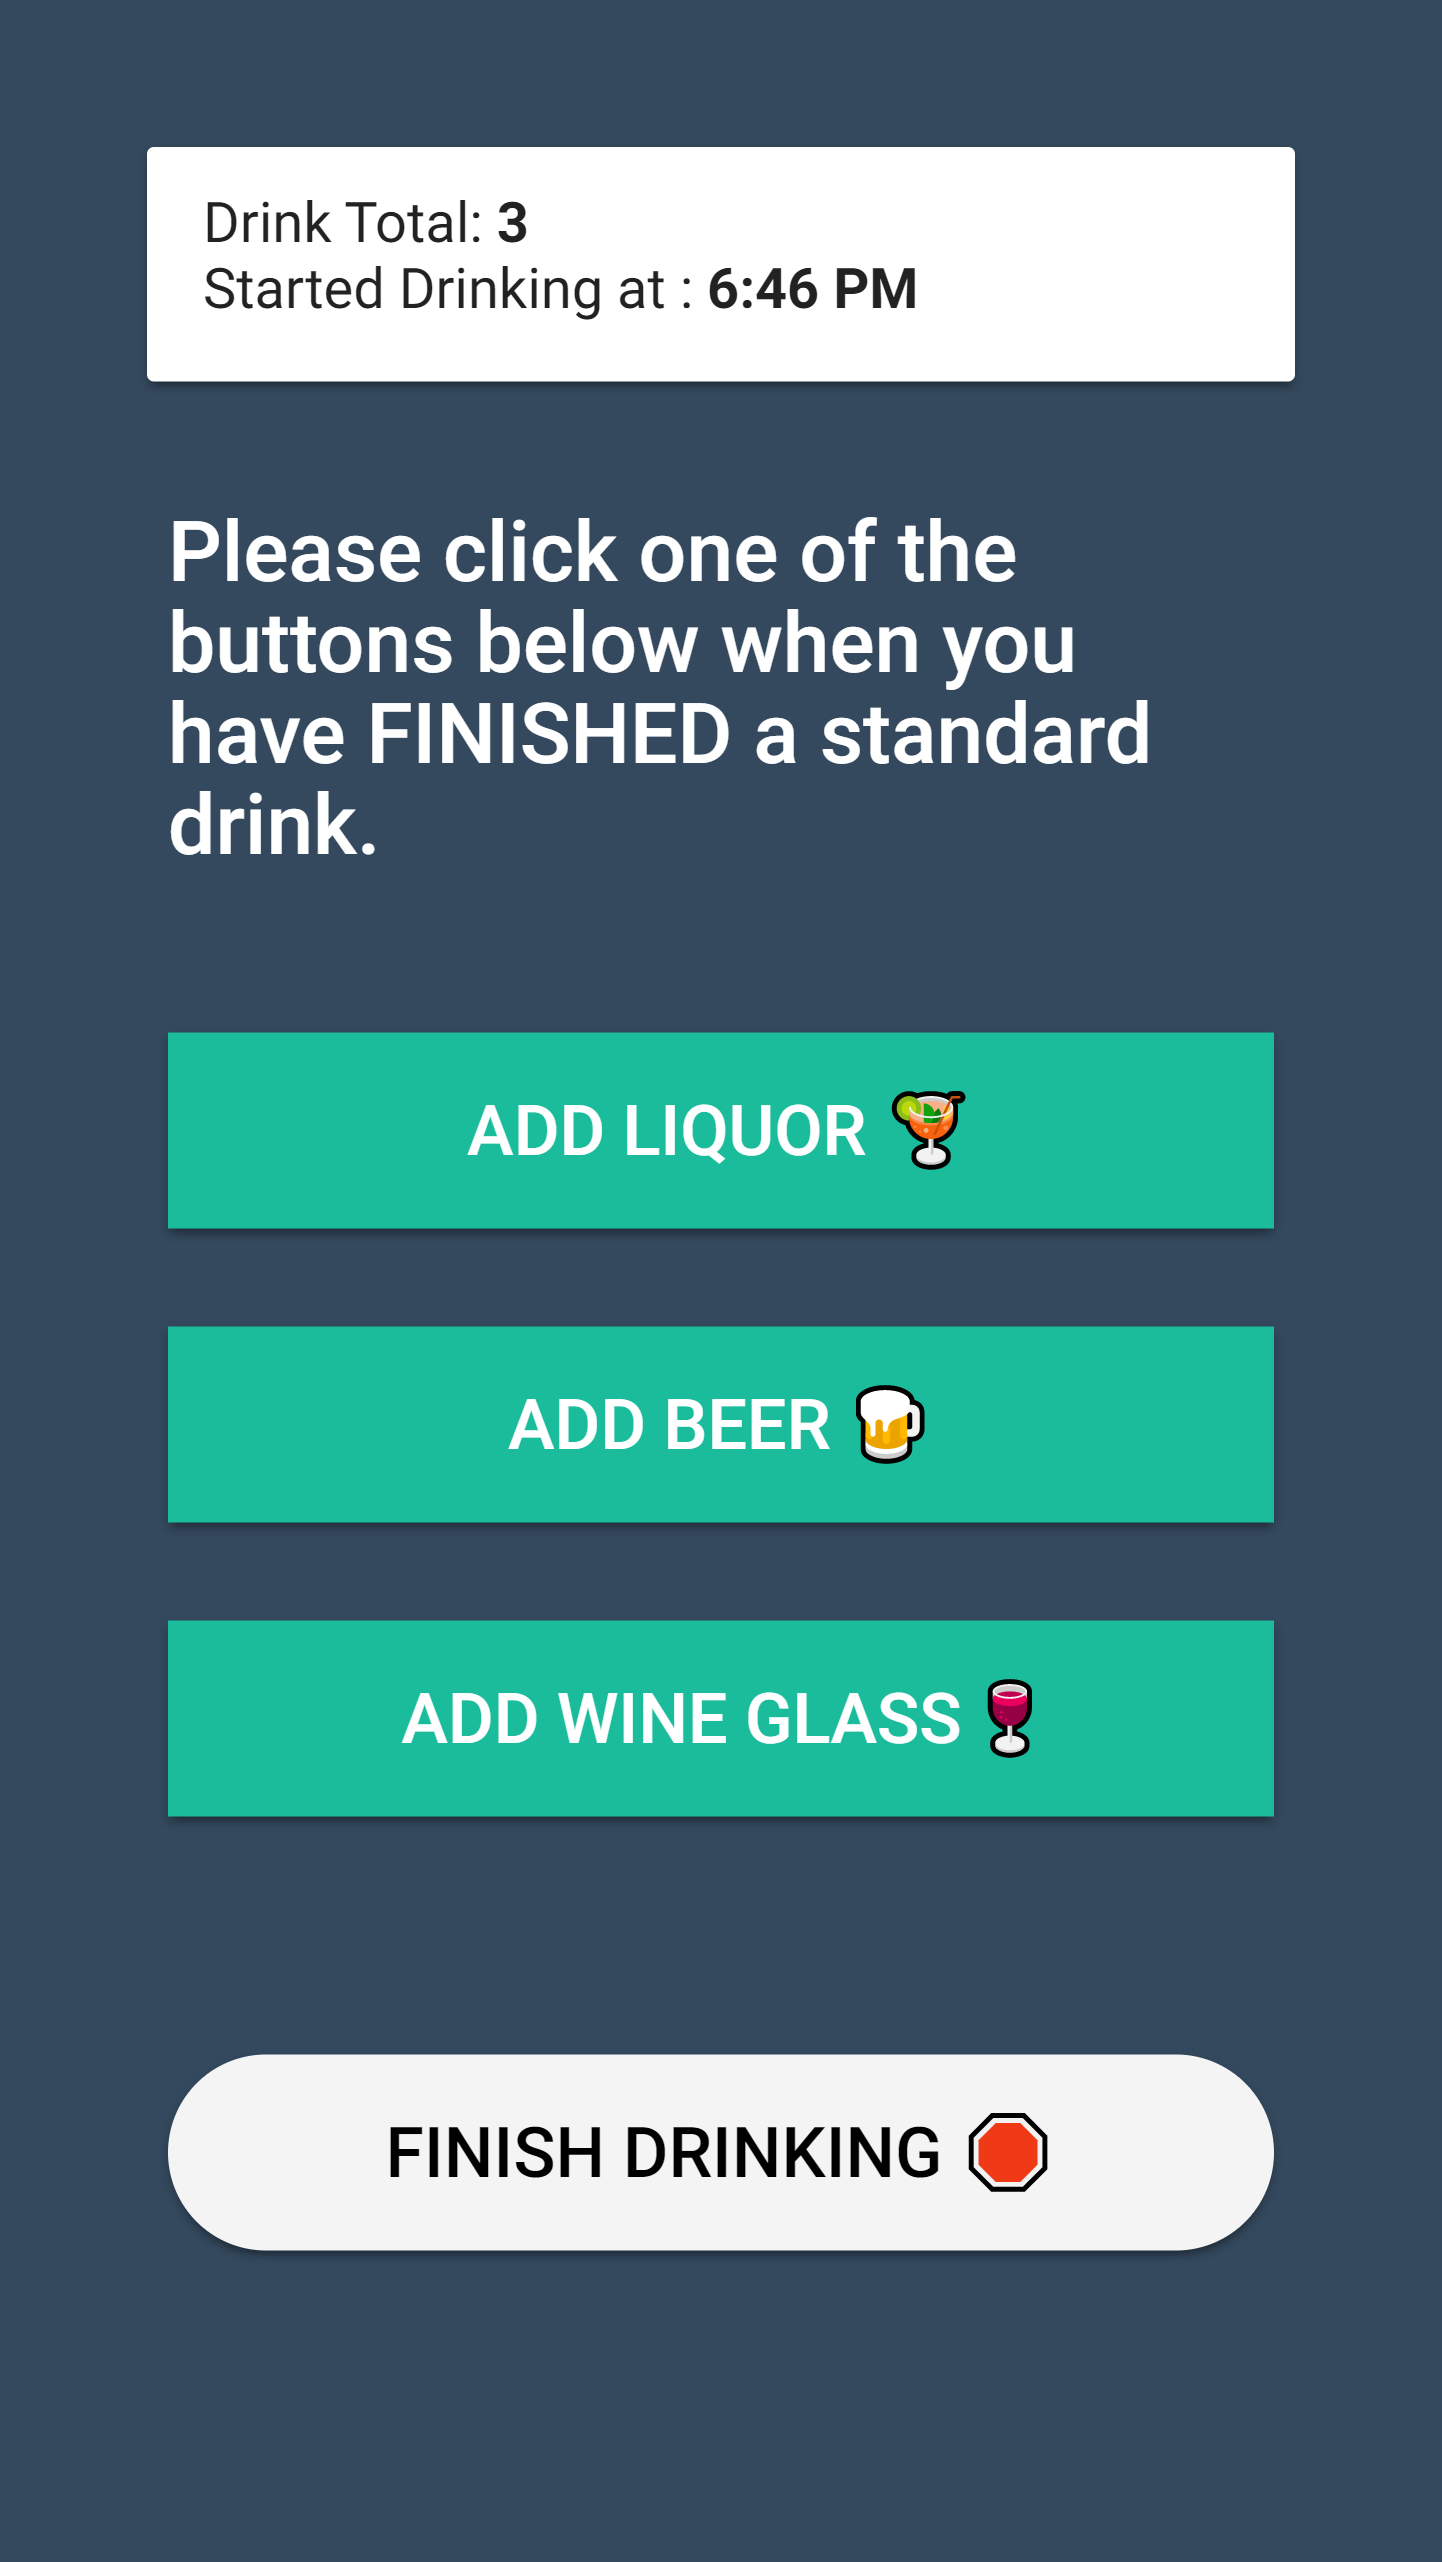 Drink Total: 3
Started Drinking at : 6:46 PM
Please click one of the
buttons below when you
have FINISHED a standard
drink.
ADD LIQUOR
ADD BEER
ADD WINE GLASS
FINISH DRINKING